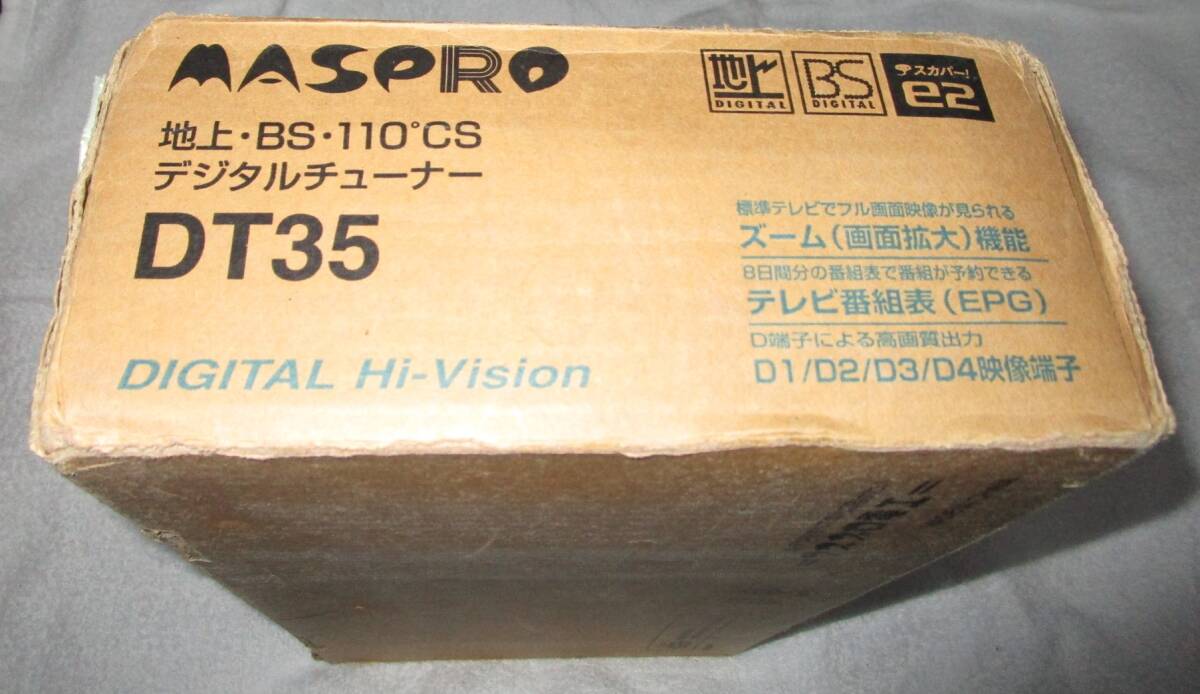 MASPRO
地上 DIGITAL
BS DIGITAL
スカパー! e2
地上・BS・110°CS
デジタルチューナー
DT35
標準テレビでフル画面映像が見られる
ズーム(画面拡大)機能
8日間分の番組表で番組が予約できる
テレビ番組表(EPG)
D端子による高画質出力
D1/D2/D3/D4映像端子
DIGITAL Hi-Vision